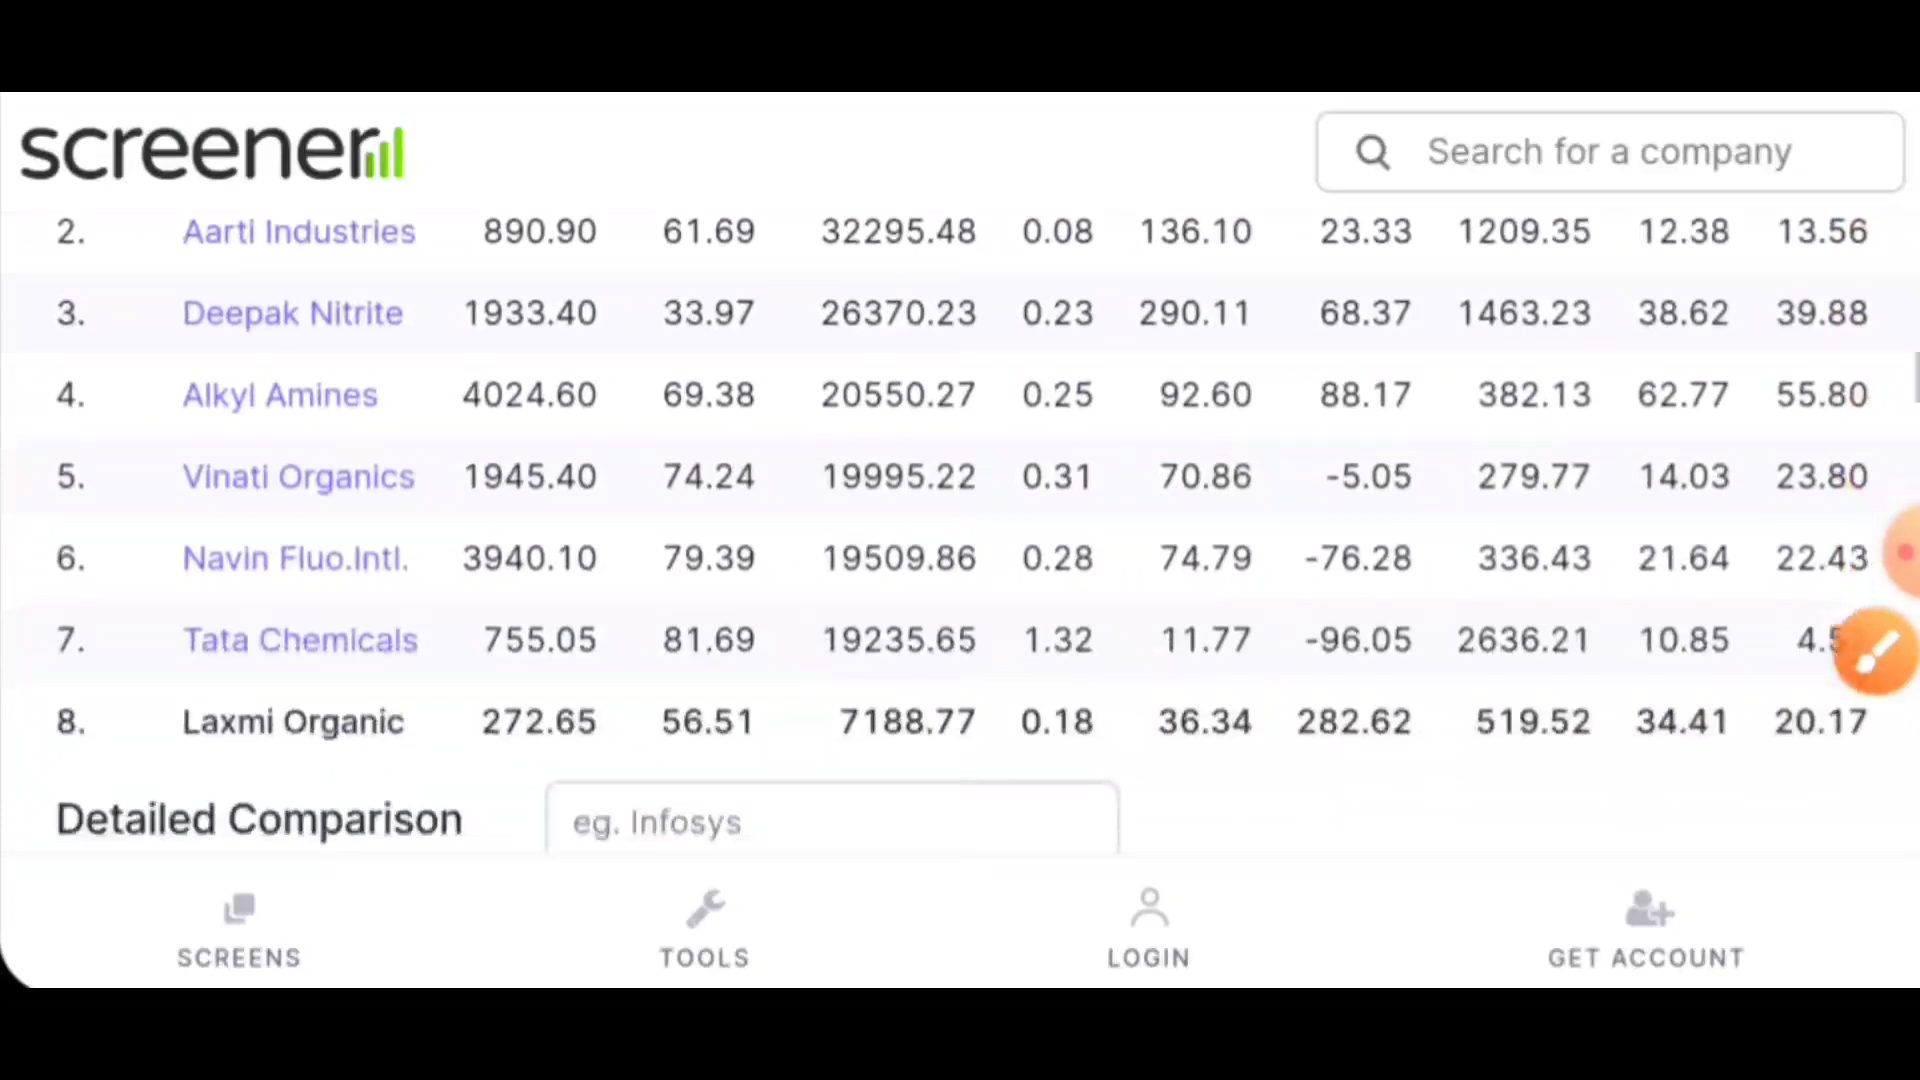 screener
Search for a company
2. Aarti Industries 890.90 61.69 32295.48 0.08 136.10 23.33 1209.35 12.38 13.56
3. Deepak Nitrite 1933.40 33.97 26370.23 0.23 290.11 68.37 1463.23 38.62 39.88
4. Alkyl Amines 4024.60 69.38 20550.27 0.25 92.60 88.17 382.13 62.77 55.80
5. Vinati Organics 1945.40 74.24 19995.22 0.31 70.86 -5.05 279.77 14.03 23.80
6. Navin Fluo.Intl. 3940.10 79.39 19509.86 0.28 74.79 -76.28 336.43 21.64 22.43
7. Tata Chemicals 755.05 81.69 19235.65 1.32 11.77 -96.05 2636.21 10.85
8. Laxmi Organic 272.65 56.51 7188.77 0.18 36.34 282.62 519.52 34.41 20.17
Detailed Comparison eg. Infosys
SCREENS TOOLS LOGIN GET ACCOUNT